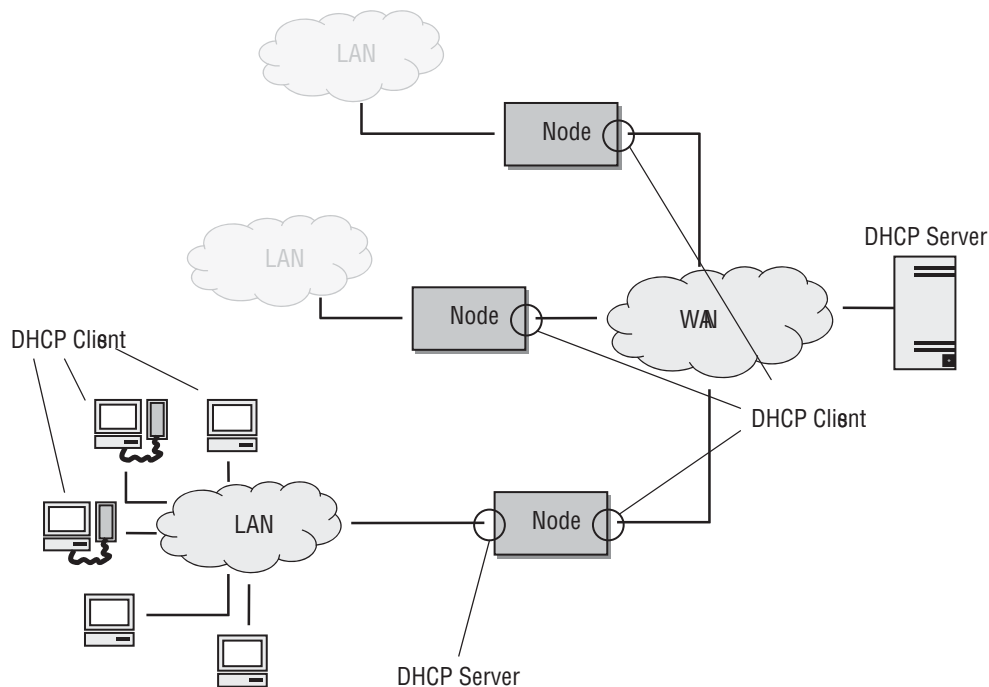 LAN
Node
DHCP Server
LAN
Node
WAN
DHCP Client
DHCP Client
LAN
Node
DHCP Server